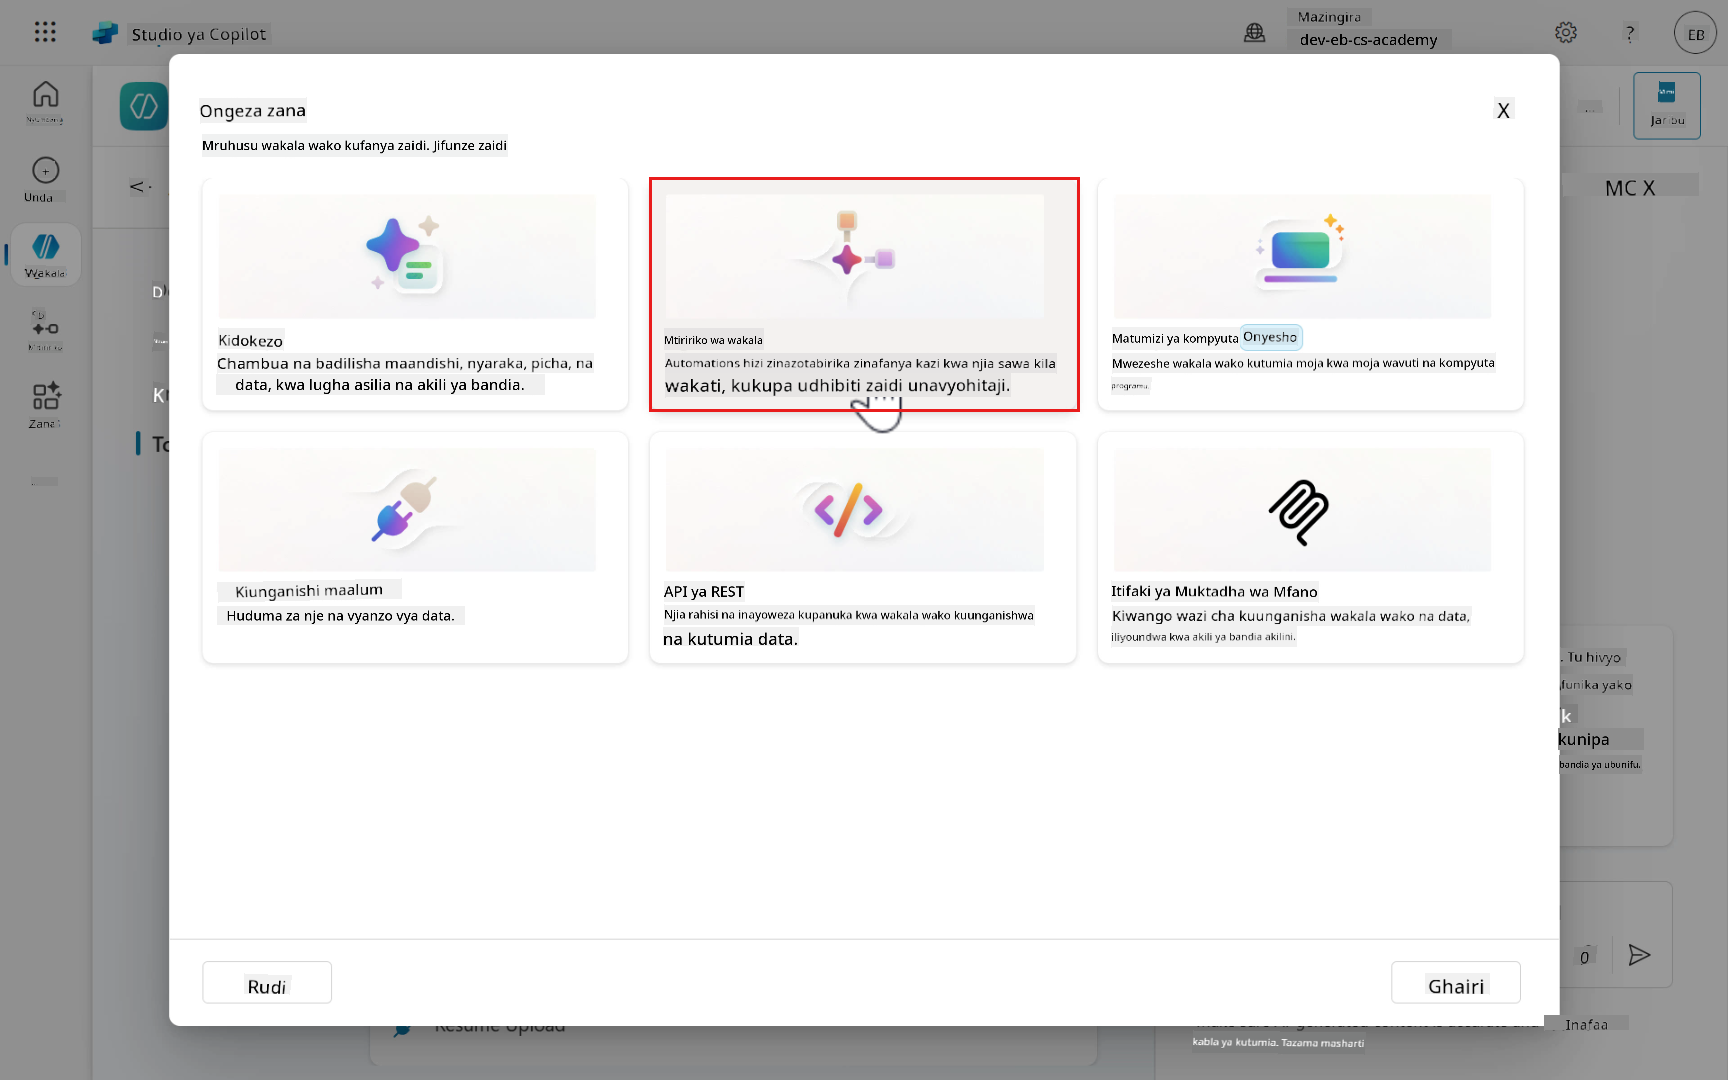 Studio ya Copilot
Mazingira
dev-eb-cs-academy
?
EB
Ongeza zana
X
Mruhusu wakala wako kufanya zaidi. Jifunze zaidi
Jaribu
Unda
Wakala
Zana
MC X
Kidokezo
Chambua na badilisha maandishi, nyaraka, picha, na
data, kwa lugha asilia na akili ya bandia.
Mtiririko wa wakala
Automations hizi zinazotabirika zinafanya kazi kwa njia sawa kila
wakati, kukupa udhibiti zaidi unavyohitaji.
Matumizi ya kompyuta Onyesho
Mwezeshe wakala wako kutumia moja kwa moja wavuti na kompyuta
programu.
Kiunganishi maalum
Huduma za nje na vyanzo vya data.
API ya REST
Njia rahisi na inayoweza kupanuka kwa wakala wako kuunganishwa
na kutumia data.
Itifaki ya Muktadha wa Mfano
Kiwango wazi cha kuunganisha wakala wako na data,
iliyoundwa kwa akili ya bandia akilini.
. Tu hivyo
funika yako
k
kunipa
bandia ya ubunifu.
Rudi
Ghairi
Resume Upload
Inafaa
kabla ya kutumia. Tazama masharti